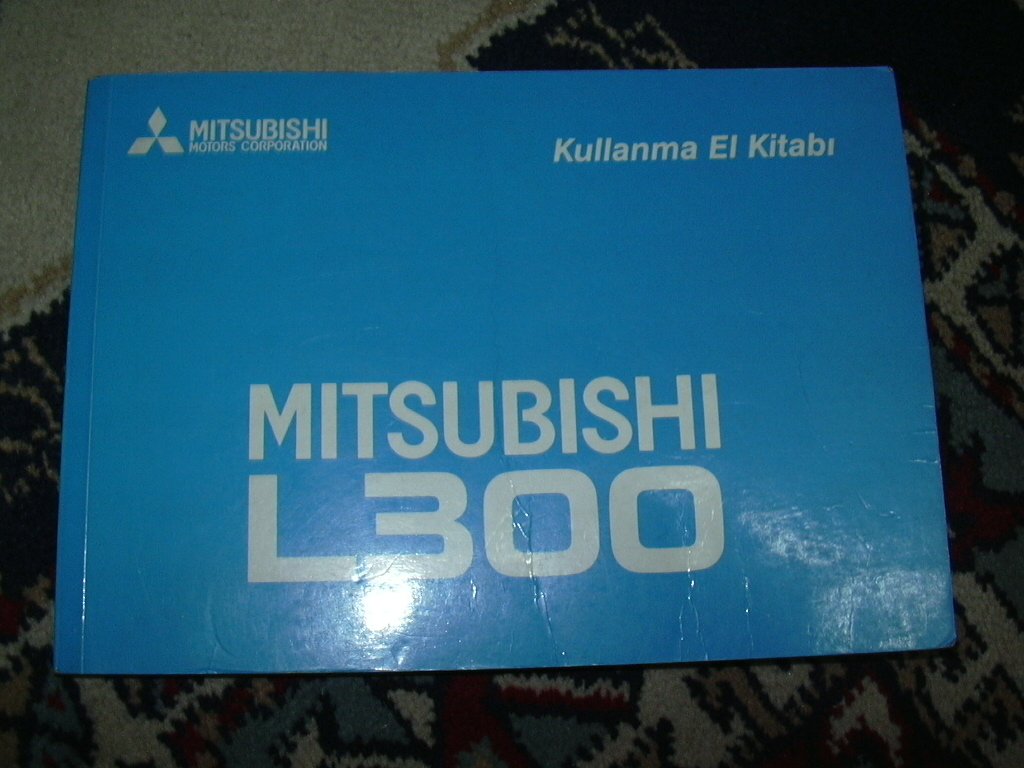 MITSUBISHI
MOTORS CORPORATION
Kullanma El Kitabı
MITSUBISHI
L300